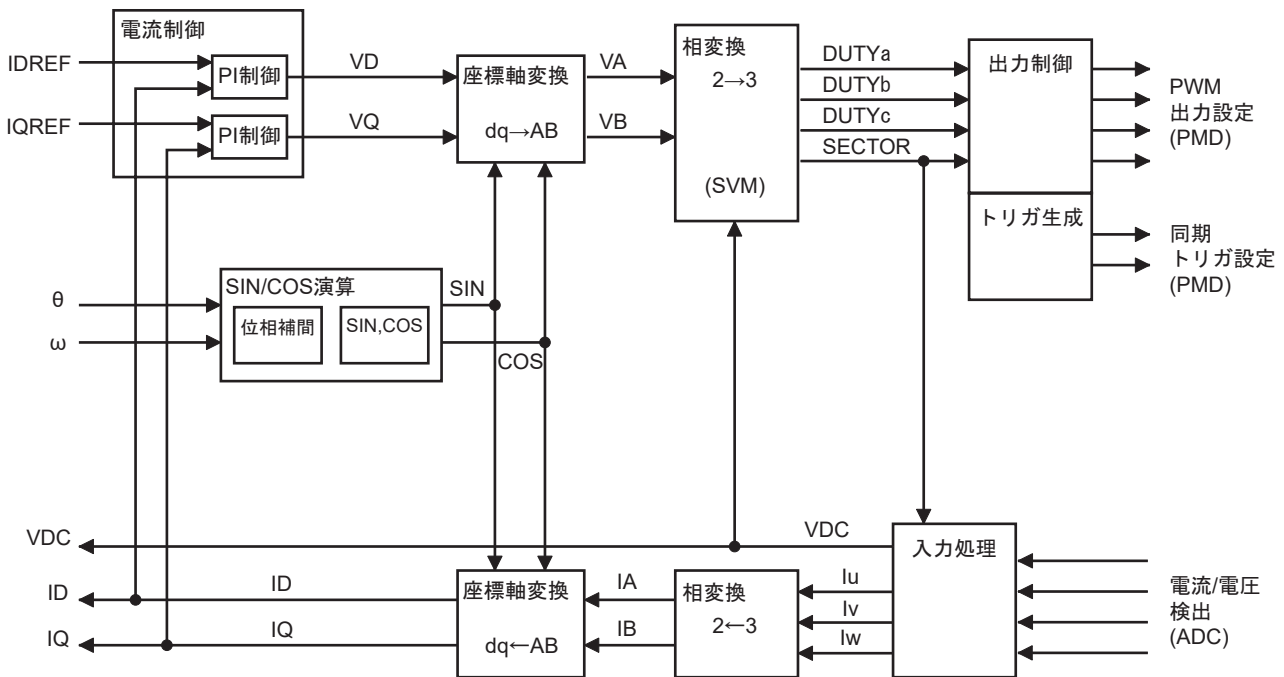 電流制御
IDREF
PI制御
VD
IQREF
PI制御
VQ
座標軸変換
dq→AB
VA
VB
相変換
2→3
(SVM)
DUTYa
DUTYb
DUTYc
SECTOR
出力制御
PWM
出力設定
(PMD)
トリガ生成
同期
トリガ設定
(PMD)
θ
ω
SIN/COS演算
位相補間
SIN,COS
SIN
COS
VDC
VDC
入力処理
ID
ID
座標軸変換
dq←AB
IA
IB
相変換
2←3
Iu
Iv
Iw
IQ
IQ
電流/電圧
検出
(ADC)